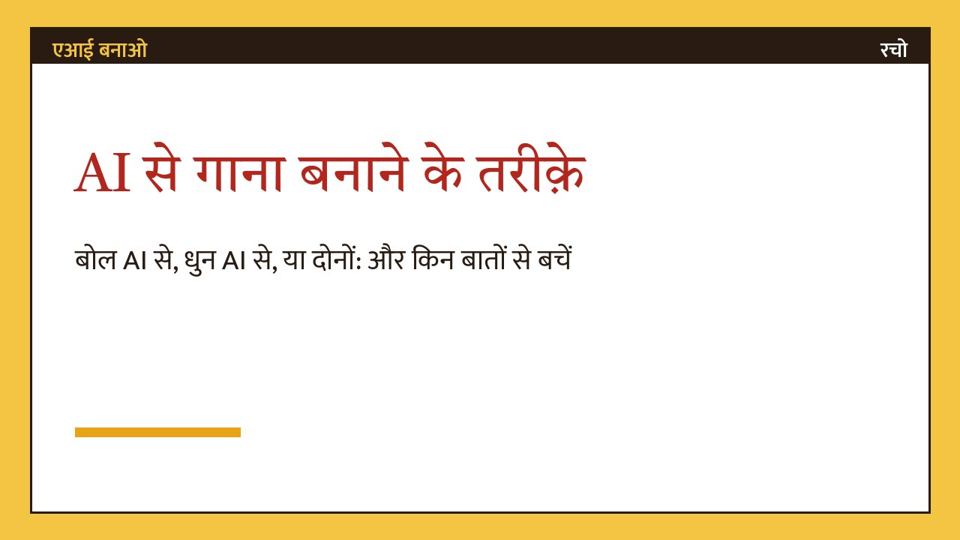 एआई बनाओ
रचो
AI से गाना बनाने के तरीक़े
बोल AI से, धुन AI से, या दोनों: और किन बातों से बचें